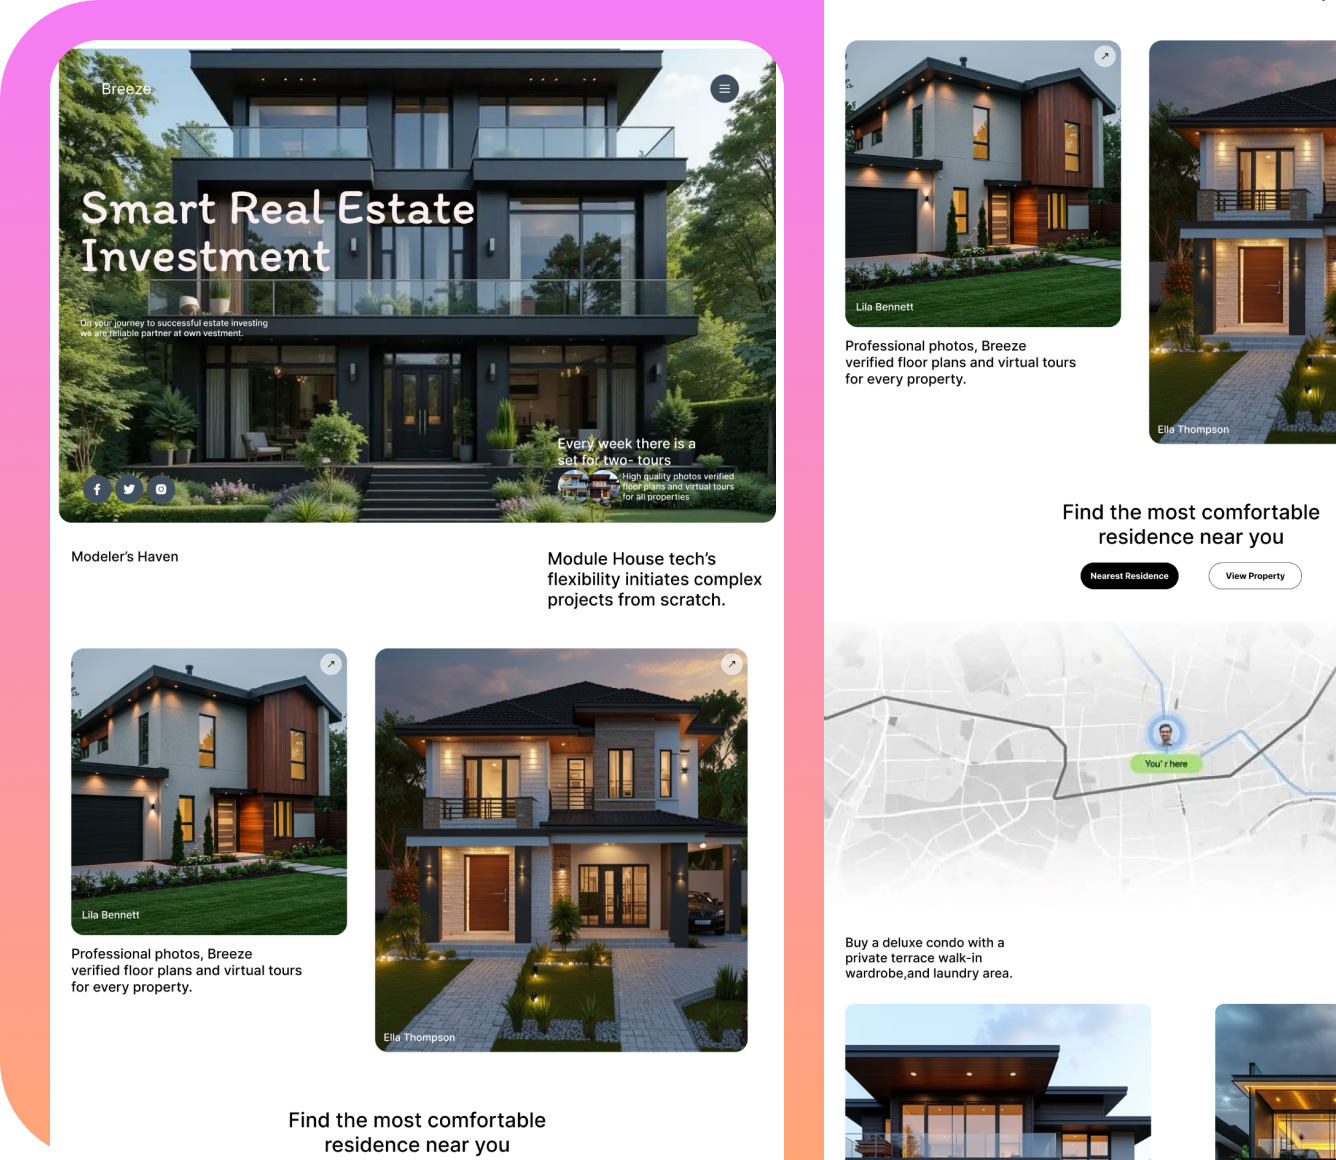 Breeze.
Smart Real Estate
Investment
On your journey to successful estate investing
we are reliable partner at own vestment.
Every week there is a
set for two- tours
High quality photos verified
floor plans and virtual tours
for all properties
Modeler's Haven
Module House tech's
flexibility initiates complex
projects from scratch.
Lila Bennett
Professional photos, Breeze
verified floor plans and virtual tours
for every property.
Ella Thompson
Find the most comfortable
residence near you
Lila Bennett
Professional photos, Breeze
verified floor plans and virtual tours
for every property.
Ella Thompson
Find the most comfortable
residence near you
Nearest Residence
View Property
You' r here
Buy a deluxe condo with a
private terrace walk-in
wardrobe,and laundry area.